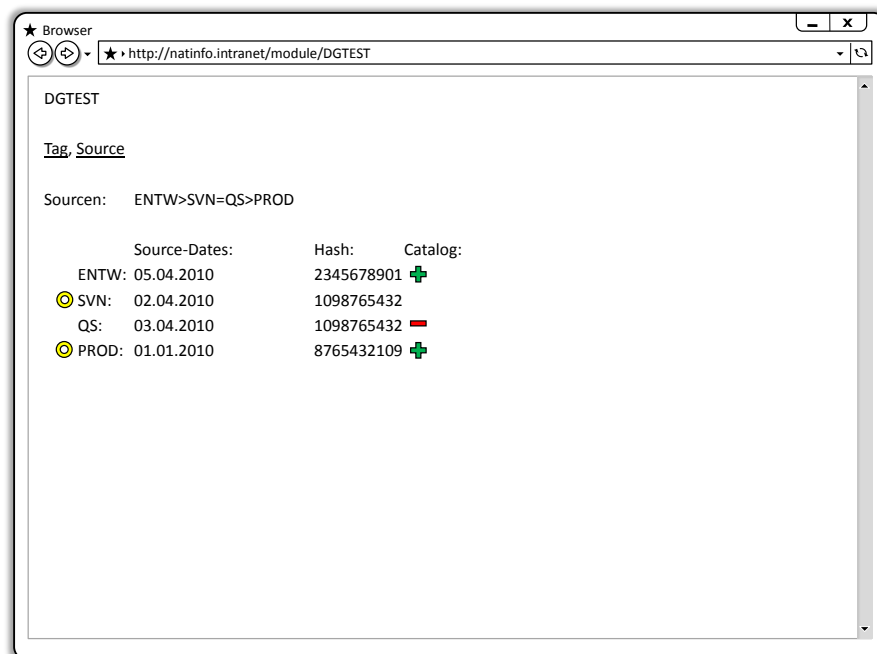 Browser
http://natinfo.intranet/module/DGTEST
X
DGTEST
Tag, Source
Sourcen: ENTW>SVN=QS>PROD
Source-Dates: Hash: Catalog:
ENTW: 05.04.2010 2345678901
SVN: 02.04.2010 1098765432
QS: 03.04.2010 1098765432
PROD: 01.01.2010 8765432109